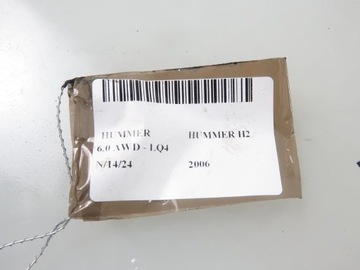 HUMMER HUMMER H2
6.0 AWD - LQ4
N/14/24 2006